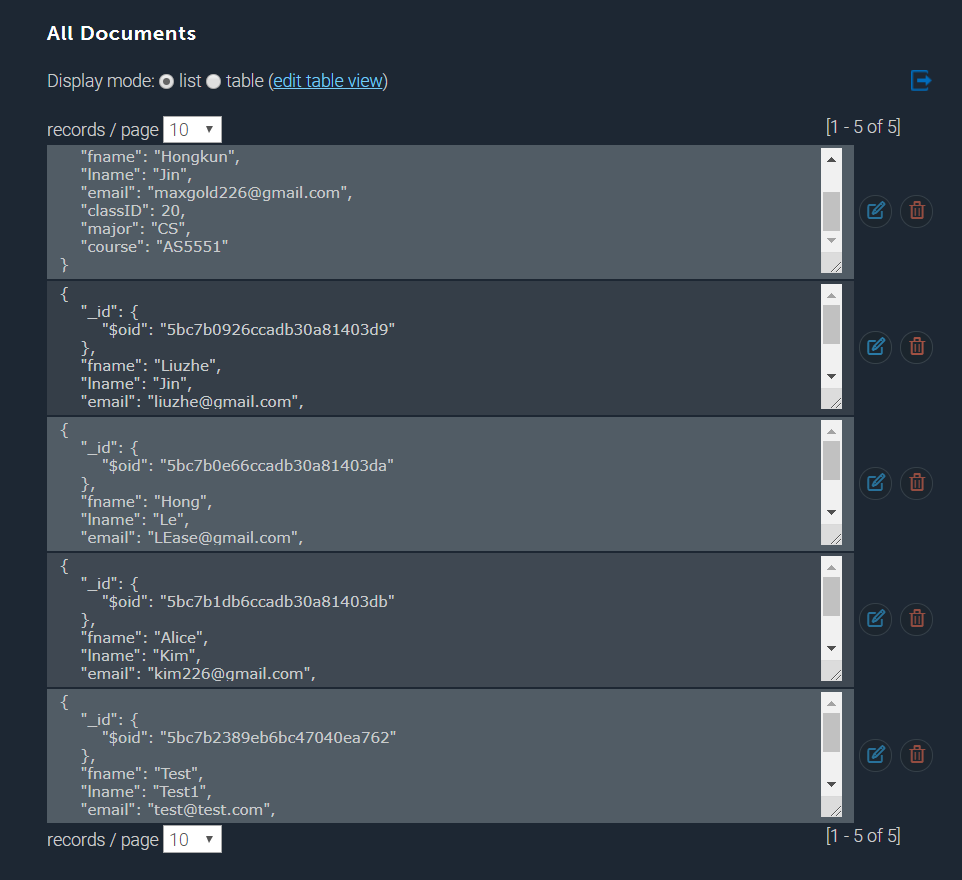 All Documents
Display mode: list table (edit table view)
records / page 10 [1 - 5 of 5]
"fname": "Hongkun",
"lname": "Jin",
"email": "maxgold226@gmail.com",
"classID": 20,
"major": "CS",
"course": "AS5551"
}
{
"_id": {
"$oid": "5bc7b0926ccadb30a81403d9"
},
"fname": "Liuzhe",
"lname": "Jin",
"email": "liuzhe@gmail.com",
{
"_id": {
"$oid": "5bc7b0e66ccadb30a81403da"
},
"fname": "Hong",
"lname": "Le",
"email": "LEase@gmail.com",
{
"_id": {
"$oid": "5bc7b1db6ccadb30a81403db"
},
"fname": "Alice",
"lname": "Kim",
"email": "kim226@gmail.com",
{
"_id": {
"$oid": "5bc7b2389eb6bc47040ea762"
},
"fname": "Test",
"lname": "Test1",
"email": "test@test.com",
records / page 10 [1 - 5 of 5]